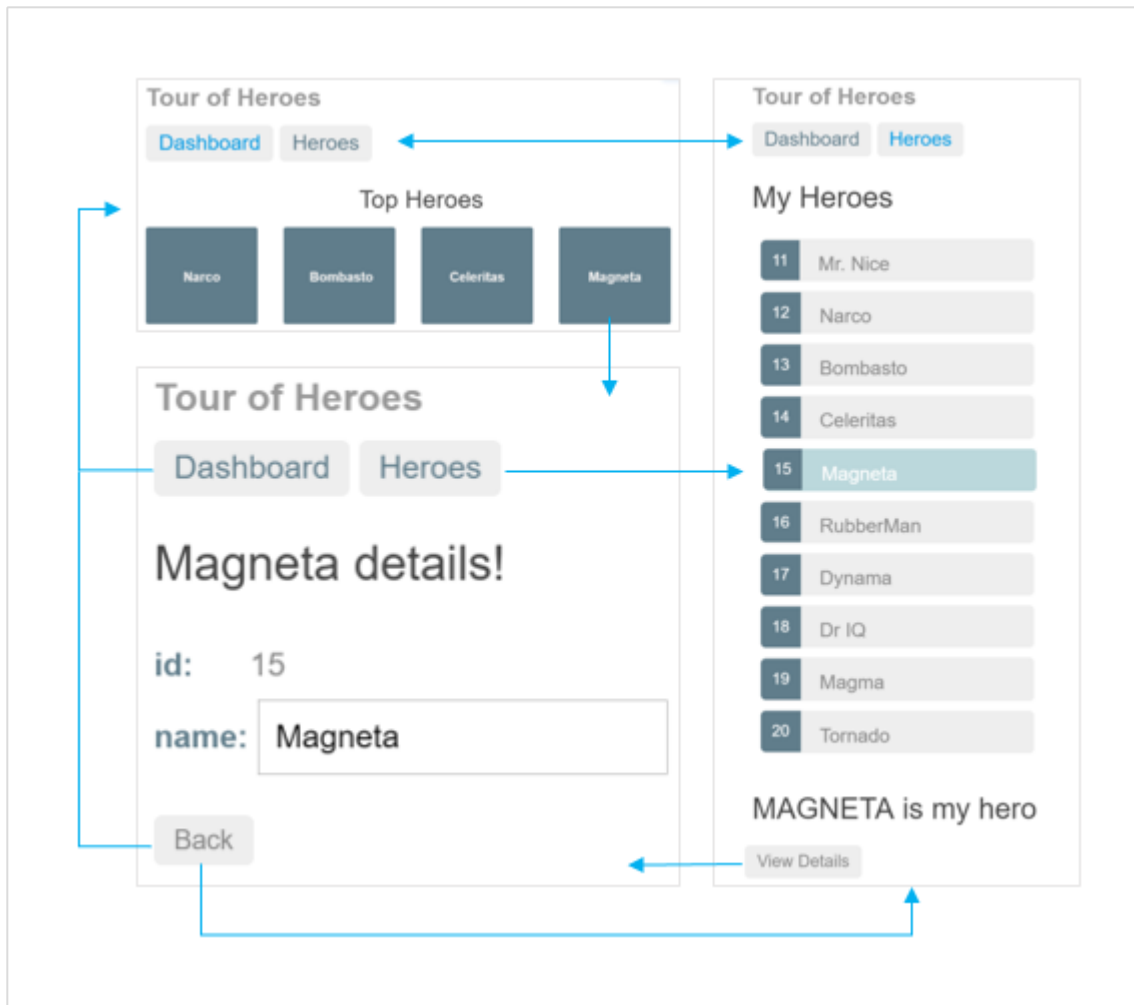 Tour of Heroes
Dashboard Heroes
Top Heroes
Narco Bombasto Celeritas Magneta
Tour of Heroes
Dashboard Heroes
Magneta details!
id: 15
name: Magneta
Back
Tour of Heroes
Dashboard Heroes
My Heroes
11 Mr. Nice
12 Narco
13 Bombasto
14 Celeritas
15 Magneta
16 RubberMan
17 Dynama
18 Dr IQ
19 Magma
20 Tornado
MAGNETA is my hero
View Details